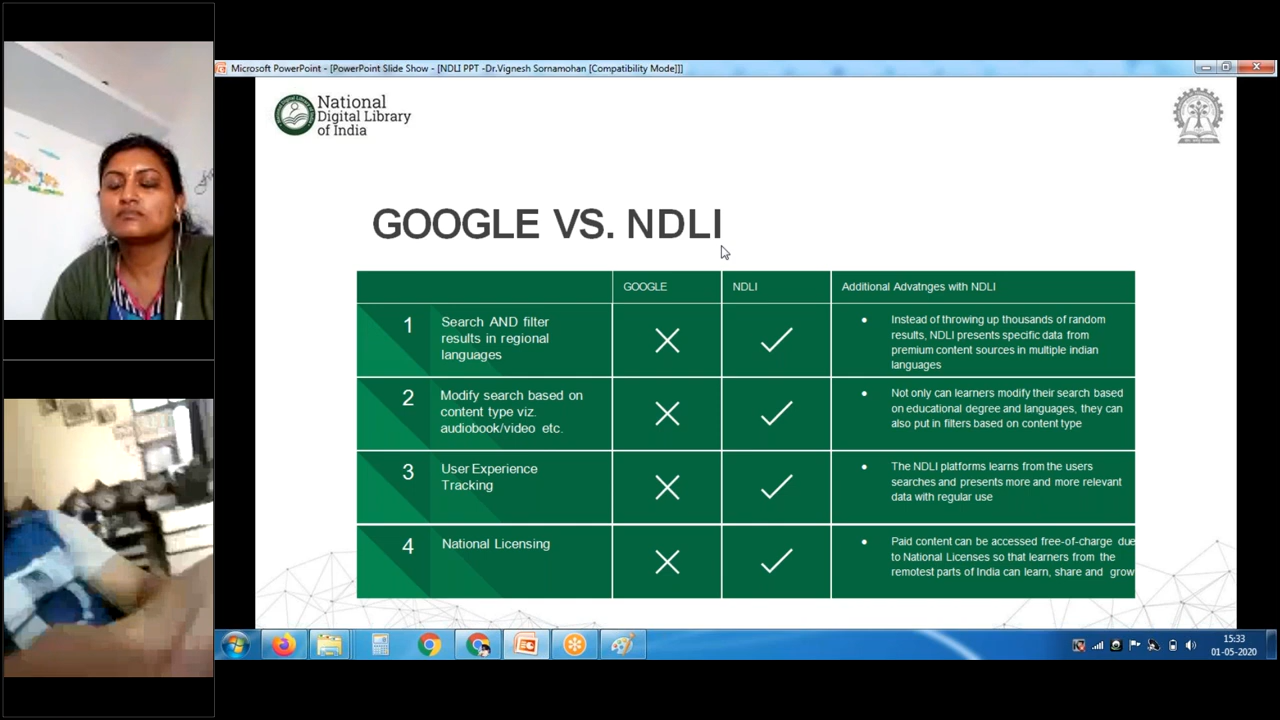 Microsoft PowerPoint - [PowerPoint Slide Show - [NDLI PPT -Dr.Vignesh Sornamohan [Compatibility Mode]]]
National
Digital Library
of India
GOOGLE VS. NDLI
GOOGLE
NDLI
Additional Advatnges with NDLI
1
Search AND filter
results in regional
languages
Instead of throwing up thousands of random
results, NDLI presents specific data from
premium content sources in multiple indian
languages
2
Modify search based on
content type viz.
audiobook/video etc.
Not only can learners modify their search based
on educational degree and languages, they can
also put in filters based on content type
3
User Experience
Tracking
The NDLI platforms learns from the users
searches and presents more and more relevant
data with regular use
4
National Licensing
Paid content can be accessed free-of-charge due
to National Licenses so that learners from the
remotest parts of India can learn, share and grow
15:33
01-05-2020